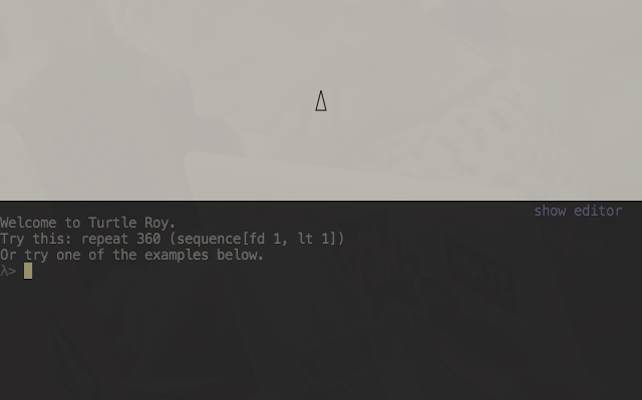 show editor
Welcome to Turtle Roy.
Try this: repeat 360 (sequence[fd 1, lt 1])
Or try one of the examples below.
λ>